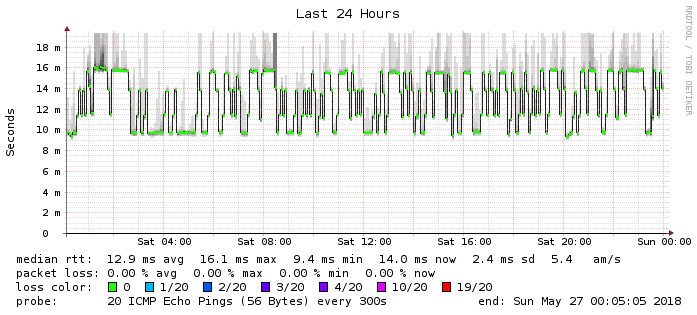 Last 24 Hours
RRDTOOL / TOBI OETIKER
Seconds
18 m
16 m
14 m
12 m
10 m
8 m
6 m
4 m
2 m
0
Sat 04:00 Sat 08:00 Sat 12:00 Sat 16:00 Sat 20:00 Sun 00:00
median rtt: 12.9 ms avg 16.1 ms max 9.4 ms min 14.0 ms now 2.4 ms sd 5.4 am/s
packet loss: 0.00 % avg 0.00 % max 0.00 % min 0.00 % now
loss color: 0 1/20 2/20 3/20 4/20 10/20 19/20
probe: 20 ICMP Echo Pings (56 Bytes) every 300s end: Sun May 27 00:05:05 2018